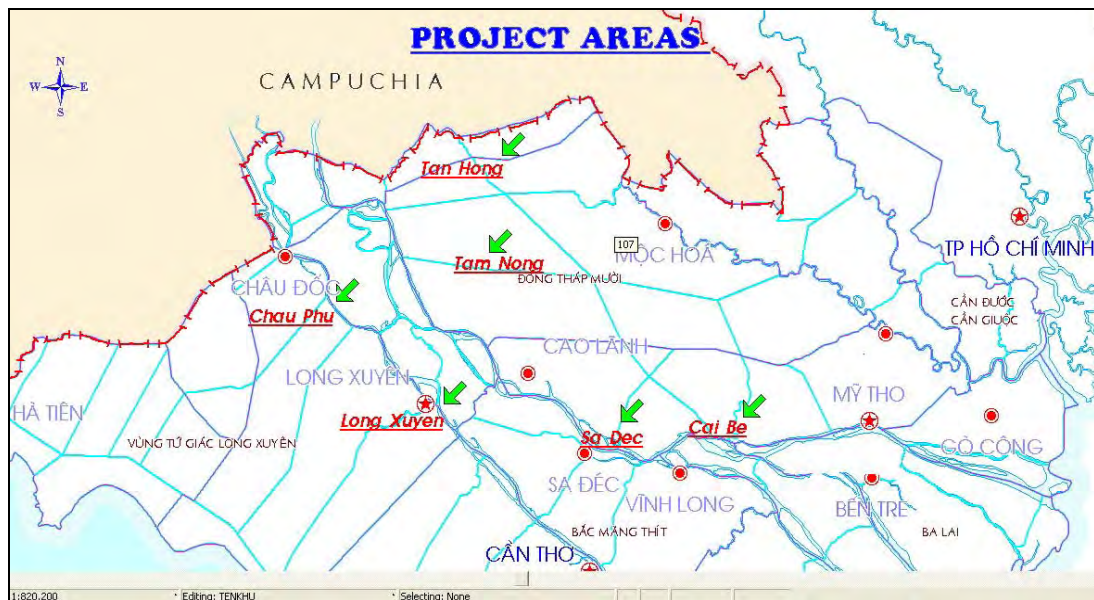 PROJECT AREAS
N
W E
S
CAMPUCHIA
Tan Hong
TP HỒ CHÍ MINH
107
MỘC HOÁ
Tam Nong
ĐỒNG THÁP MƯỜI
CHÂU ĐỐC
Chau Phu
CẦN ĐƯỚC
CẦN GIUỘC
CAO LÃNH
LONG XUYÊN
HÀ TIÊN
MỸ THO
Long Xuyen
Sa Dec
Cai Be
VÙNG TỨ GIÁC LONG XUYÊN
GÒ CÔNG
SA ĐÉC
VĨNH LONG
BẾN TRE
BẮC MĂNG THÍT
BA LAI
CẦN THƠ
1:820,200
Editing: TENKHU
Selecting: None